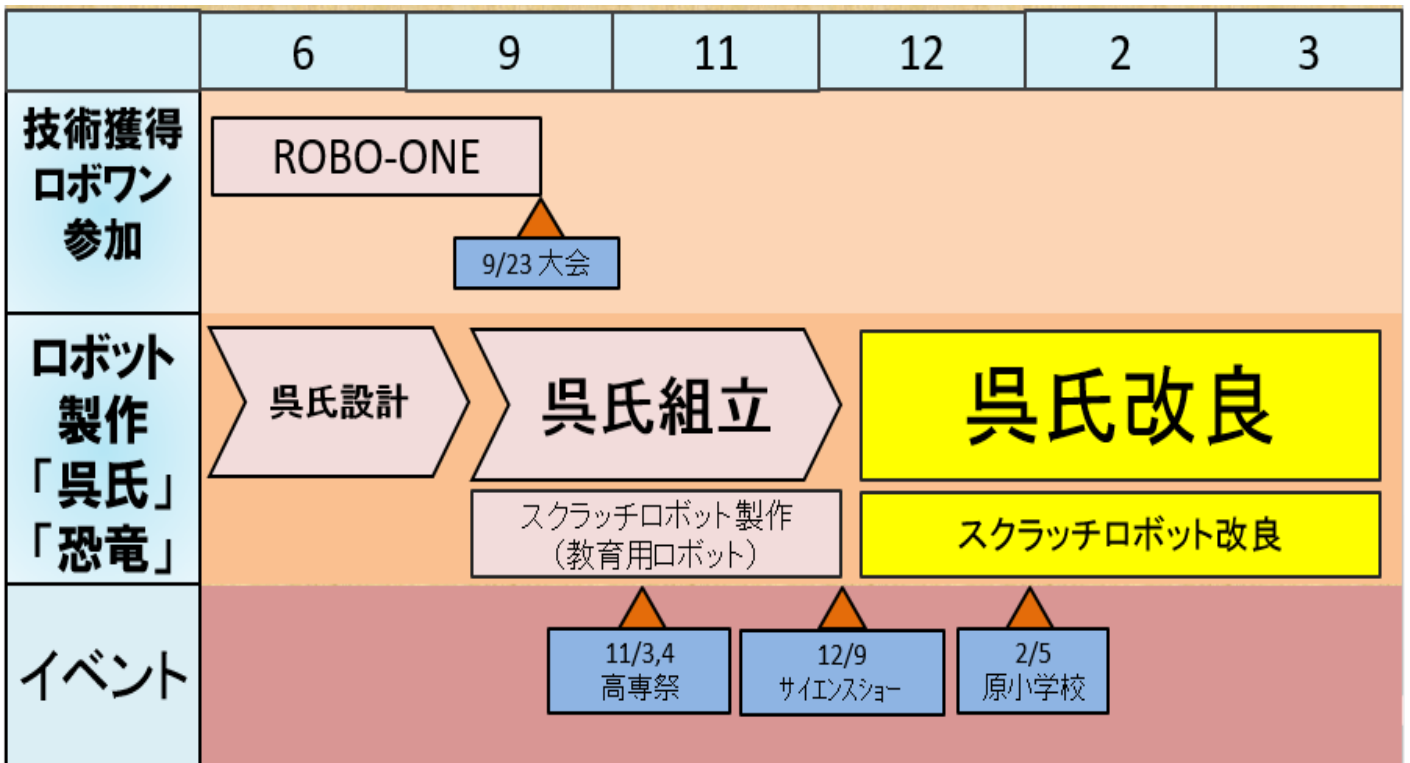 6 9 11 12 2 3
技術獲得
ロボワン
参加
ROBO-ONE
9/23 大会
ロボット
製作
「呉氏」
「恐竜」
呉氏設計
呉氏組立
呉氏改良
スクラッチロボット製作
（教育用ロボット）
スクラッチロボット改良
イベント
11/3,4
高専祭
12/9
サイエンスショー
2/5
原小学校